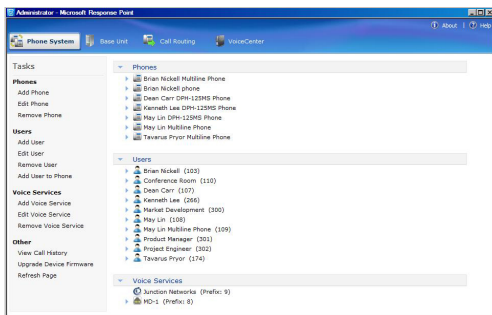 Administrator - Microsoft Response Point
About | Help
Phone System
Base Unit
Call Routing
VoiceCenter
Tasks
Phones
Add Phone
Edit Phone
Remove Phone
Users
Add User
Edit User
Remove User
Add User to Phone
Voice Services
Add Voice Service
Edit Voice Service
Remove Voice Service
Other
View Call History
Upgrade Device Firmware
Refresh Page
Phones
Brian Nickell Multiline Phone
Brian Nickell phone
Dean Carr DPH-125MS Phone
Kenneth Lee DPH-125MS Phone
May Lin DPH-125MS Phone
May Lin Multiline Phone
Tavarus Pryor Multiline Phone
Users
Brian Nickell (103)
Conference Room (110)
Dean Carr (107)
Kenneth Lee (266)
Market Development (300)
May Lin (108)
May Lin Multiline Phone (109)
Product Manager (301)
Project Engineer (302)
Tavarus Pryor (174)
Voice Services
Junction Networks (Prefix: 9)
MD-1 (Prefix: 8)